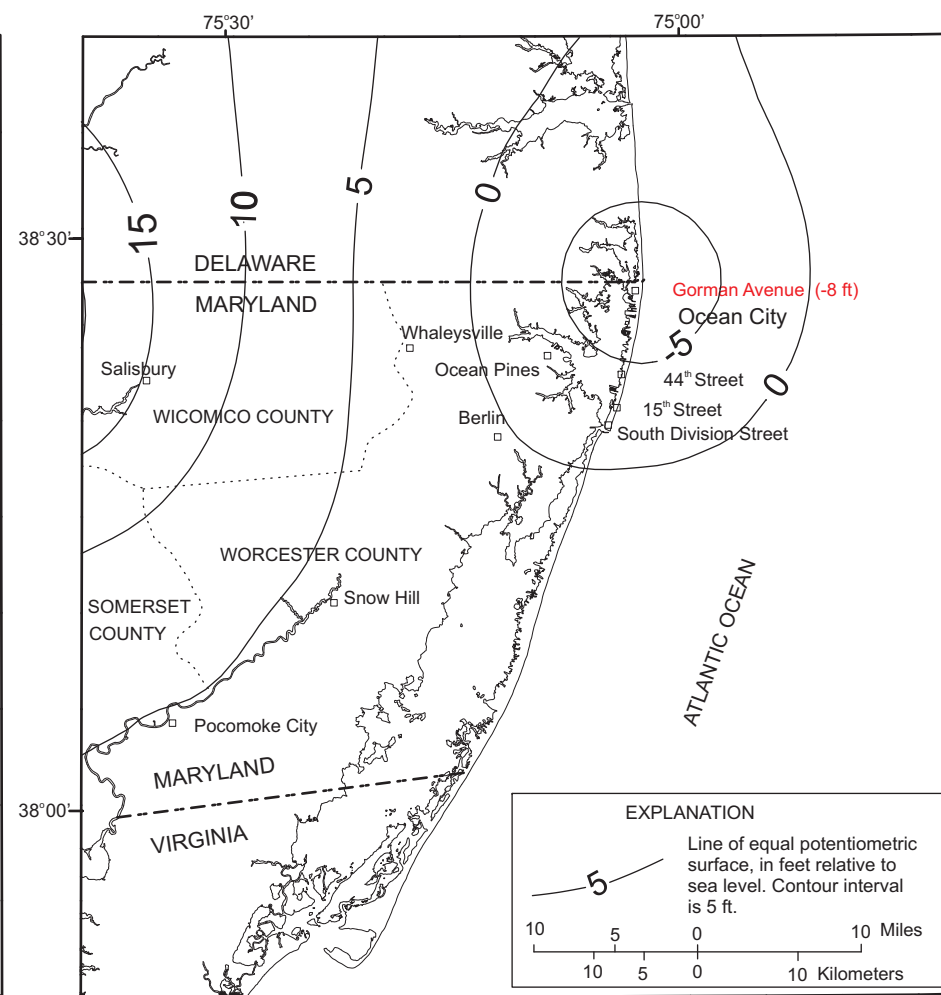 75°30' 75°00'
15
10
5
0
38°30'
DELAWARE
MARYLAND
Gorman Avenue (-8 ft)
Ocean City
Whaleysville
-5
Salisbury
Ocean Pines
44th Street
0
WICOMICO COUNTY
Berlin
15th Street
South Division Street
WORCESTER COUNTY
SOMERSET
COUNTY
Snow Hill
ATLANTIC OCEAN
Pocomoke City
MARYLAND
38°00'
VIRGINIA
EXPLANATION
5
Line of equal potentiometric
surface, in feet relative to
sea level. Contour interval
is 5 ft.
10 5 0 10 Miles
10 5 0 10 Kilometers